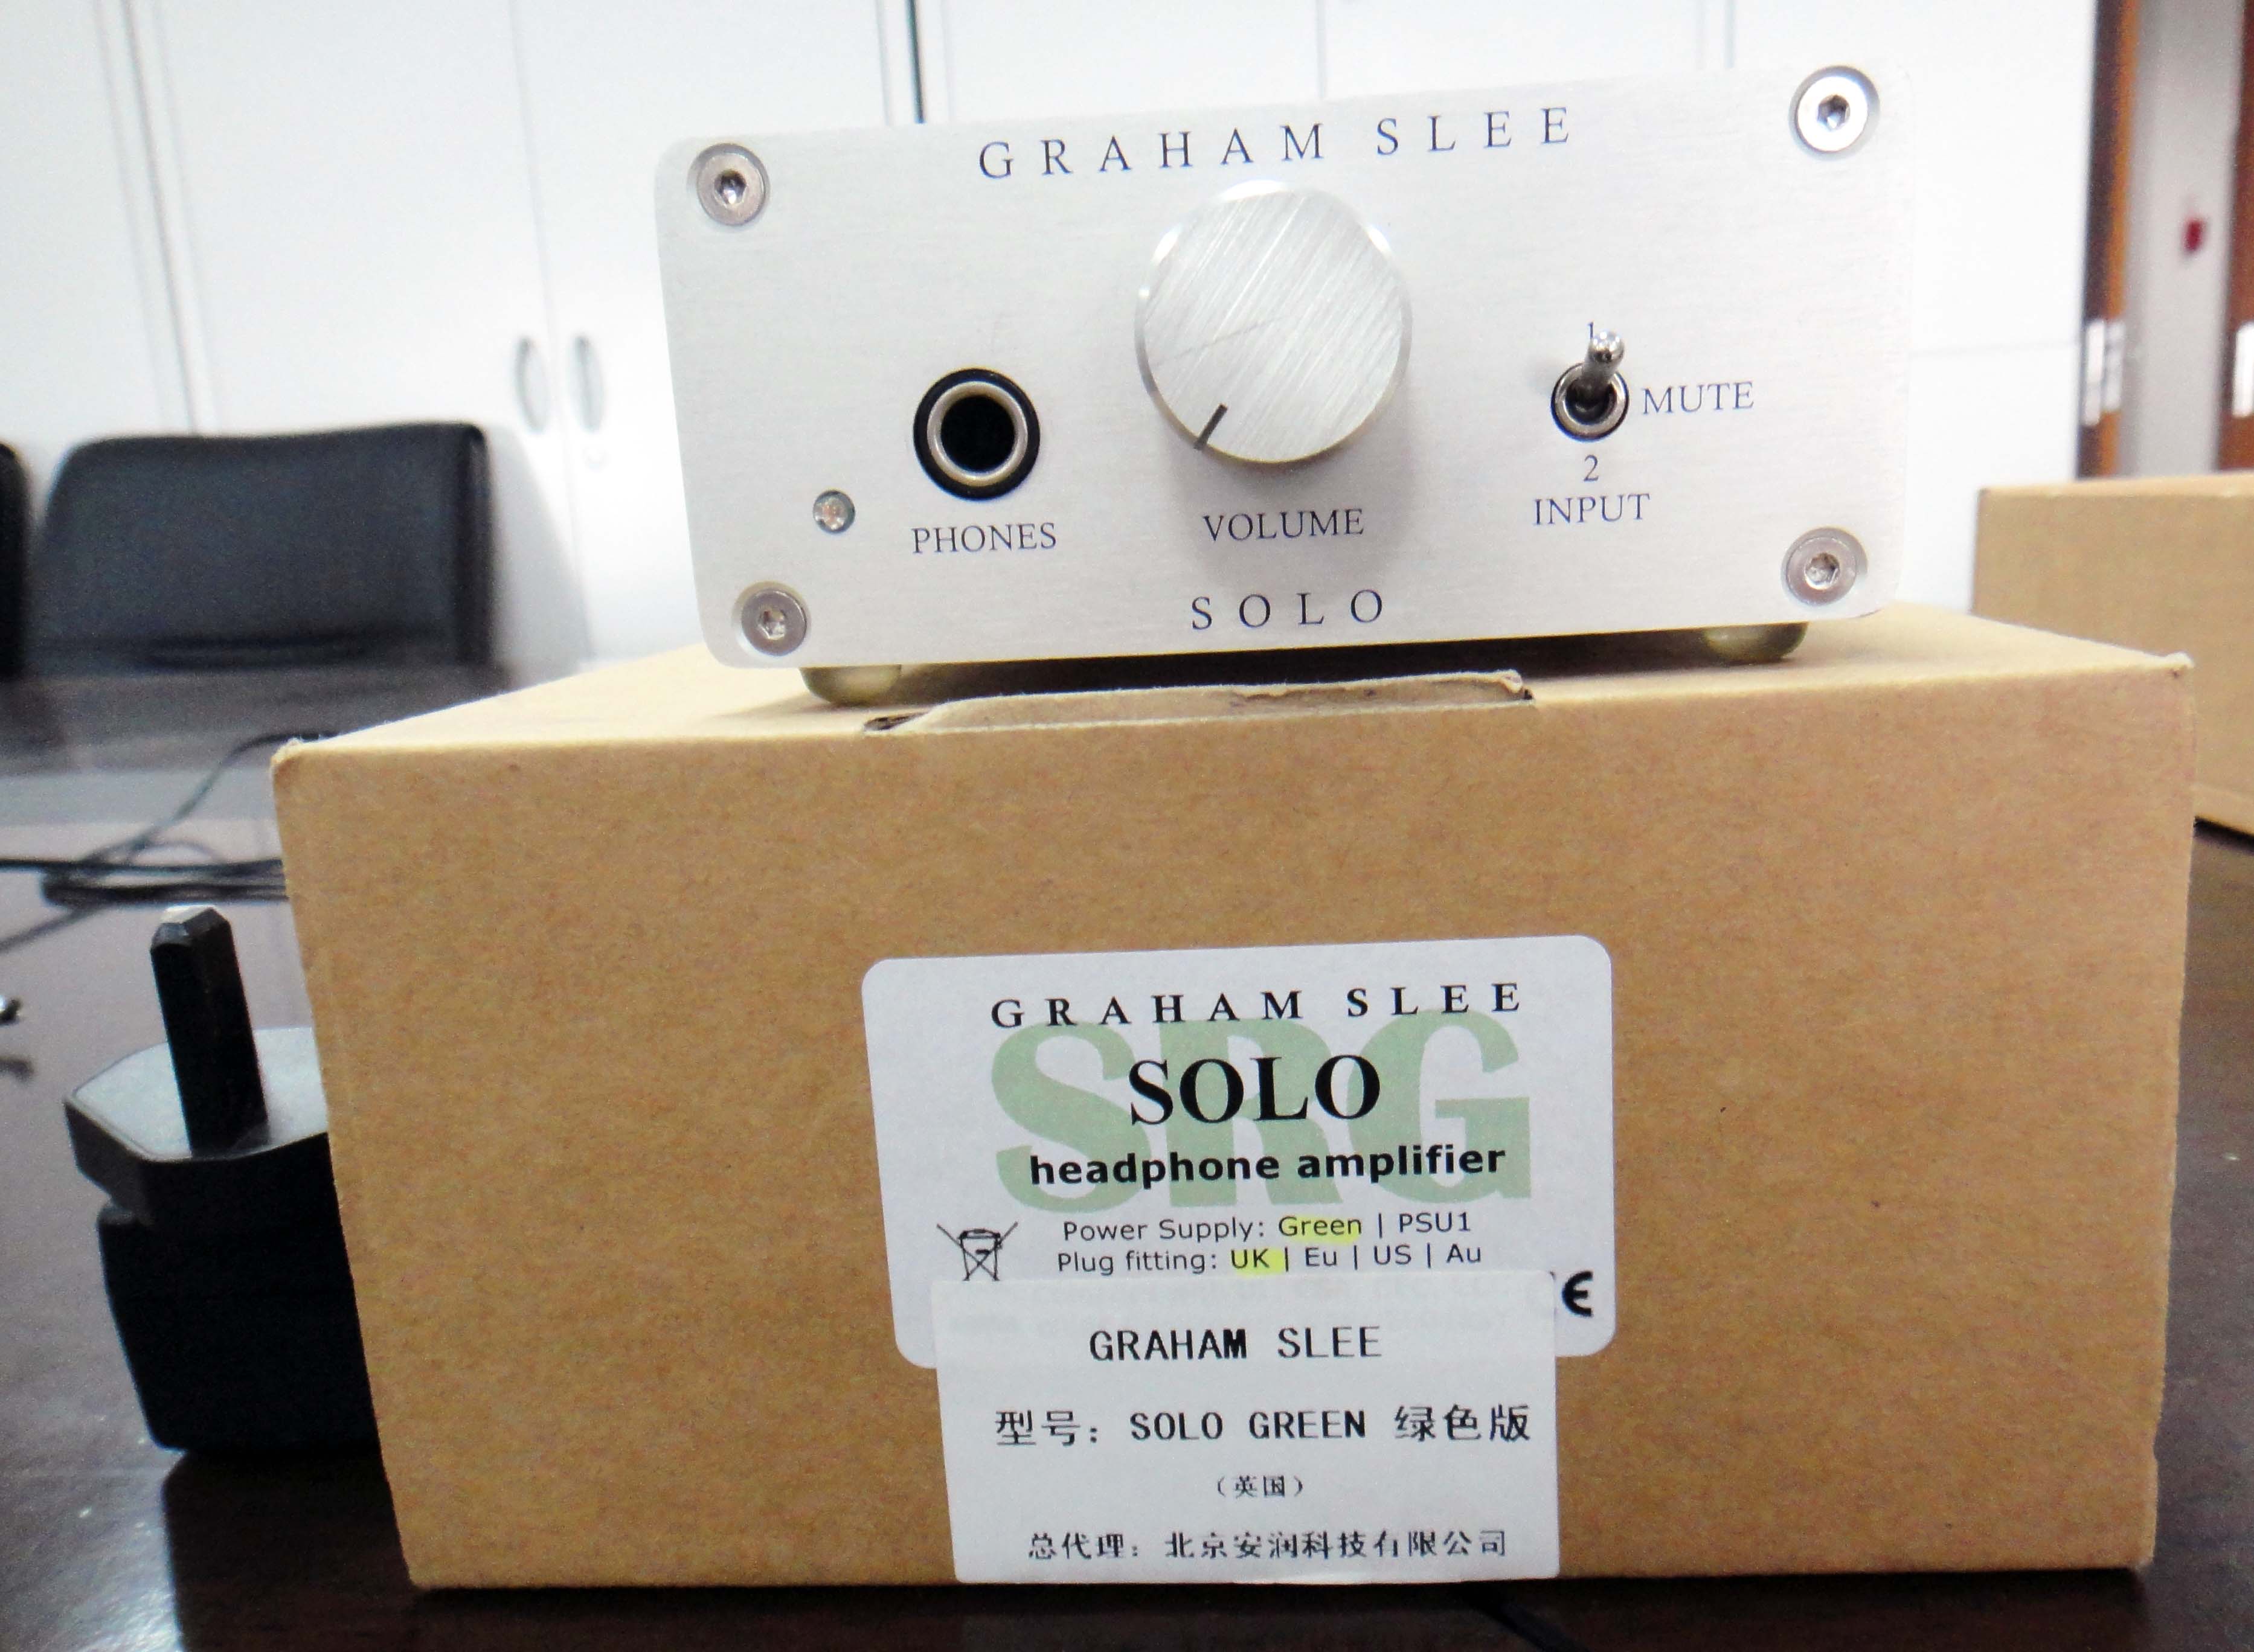 GRAHAM SLEE
1
MUTE
2
PHONES
VOLUME
INPUT
SOLO
GRAHAM SLEE
SRG
SOLO
headphone amplifier
Power Supply: Green | PSU1
Plug fitting: UK | Eu | US | Au
CE
GRAHAM SLEE
型号: SOLO GREEN 绿色版
(英国)
总代理: 北京安润科技有限公司